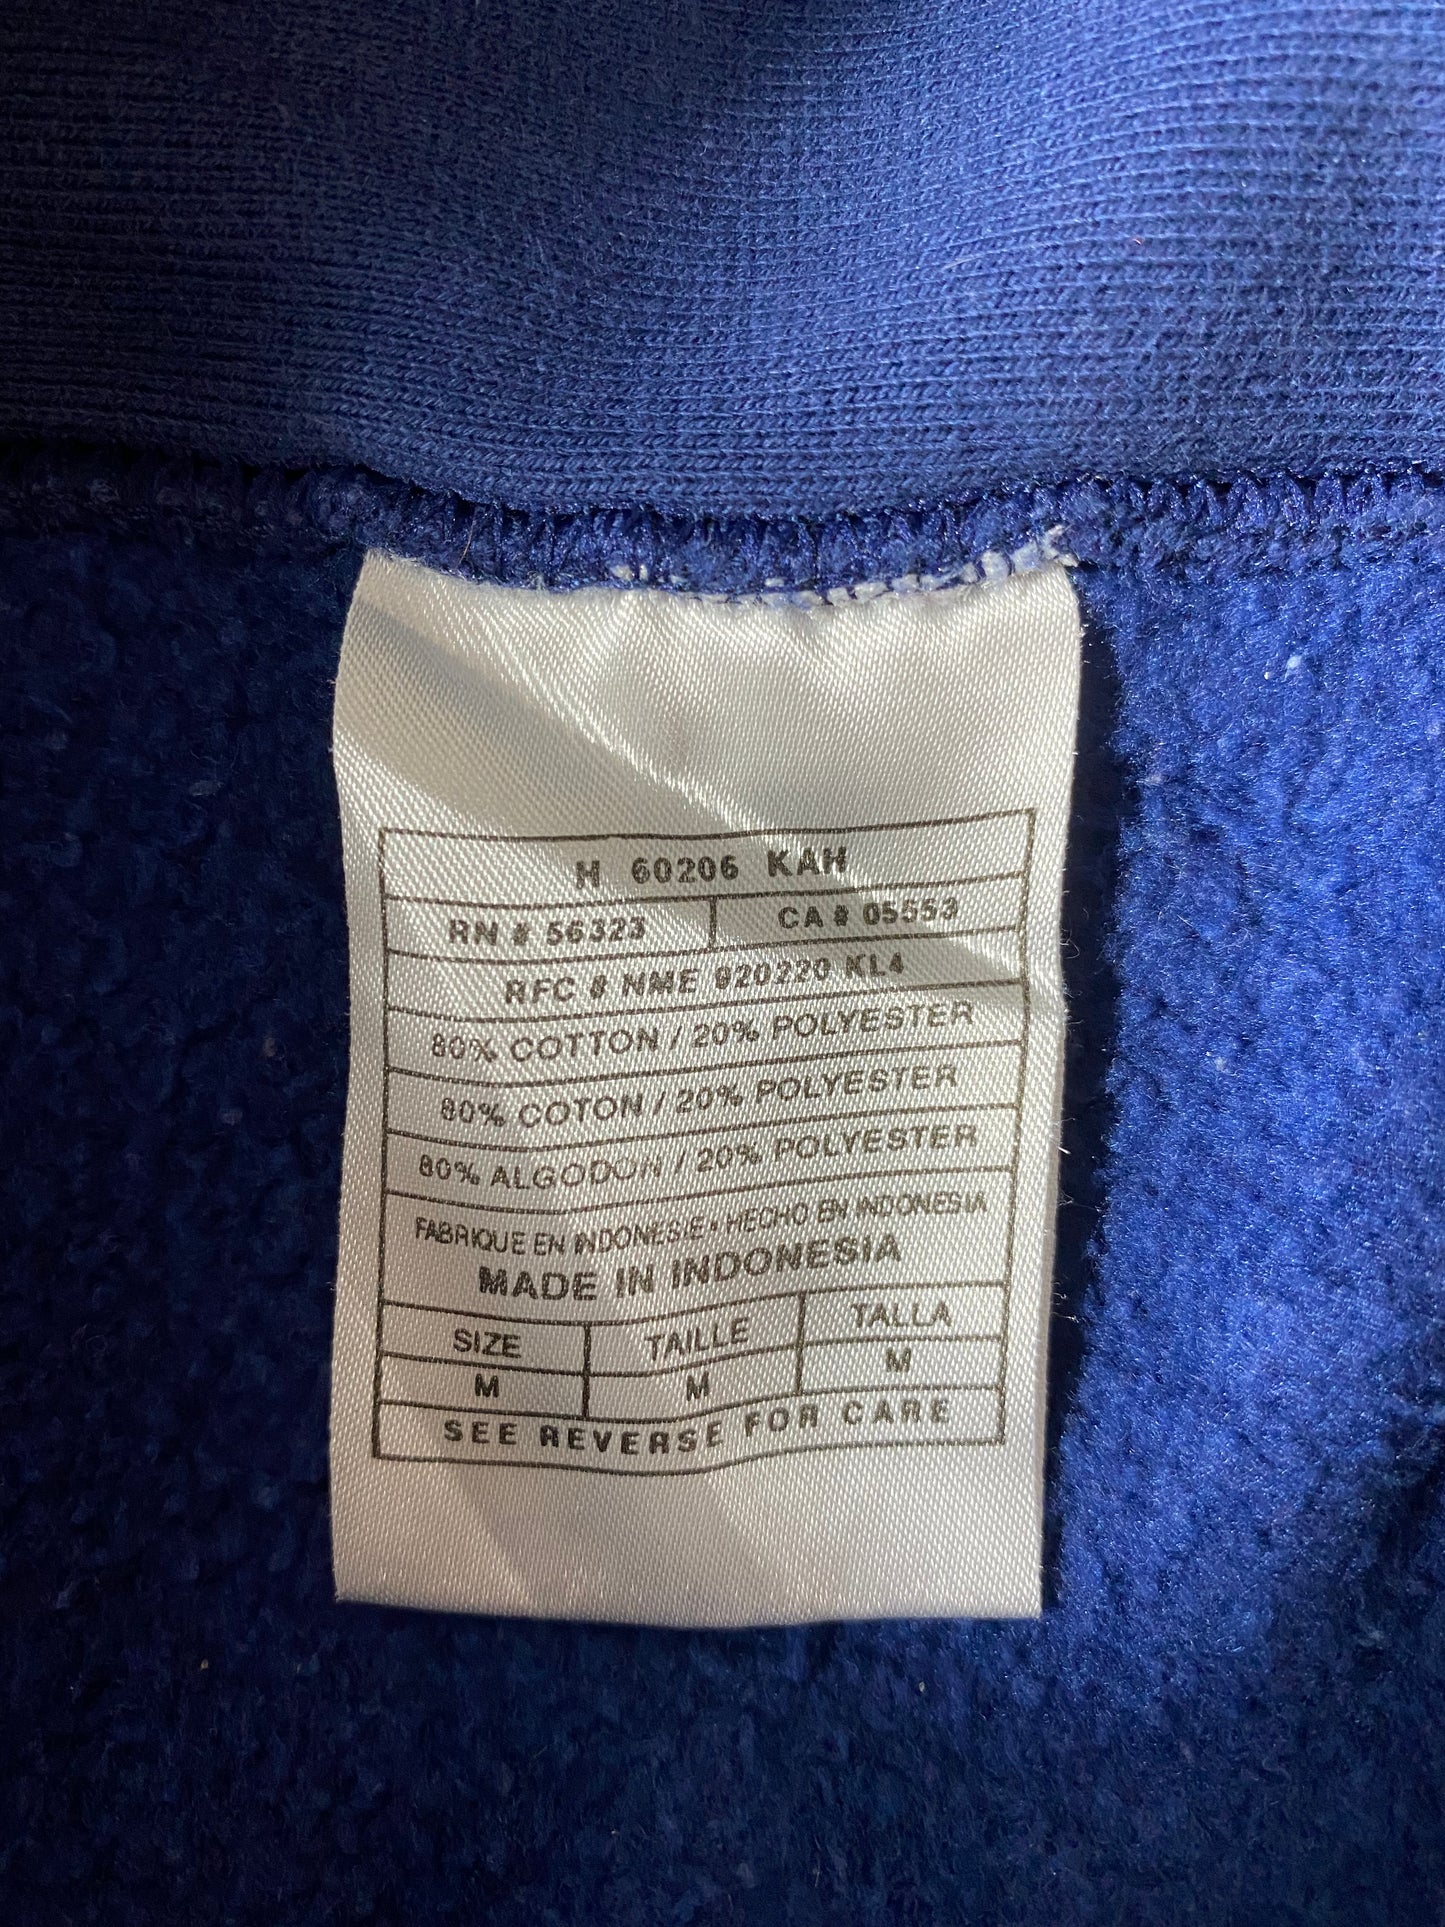 H 60206 KAH
RN # 56323 CA # 05553
RFC # NME 920220 KL4
80% COTTON / 20% POLYESTER
80% COTON / 20% POLYESTER
80% ALGODON / 20% POLYESTER
FABRIQUE EN INDONESIE • HECHO EN INDONESIA
MADE IN INDONESIA
SIZE TAILLE TALLA
M M M
SEE REVERSE FOR CARE